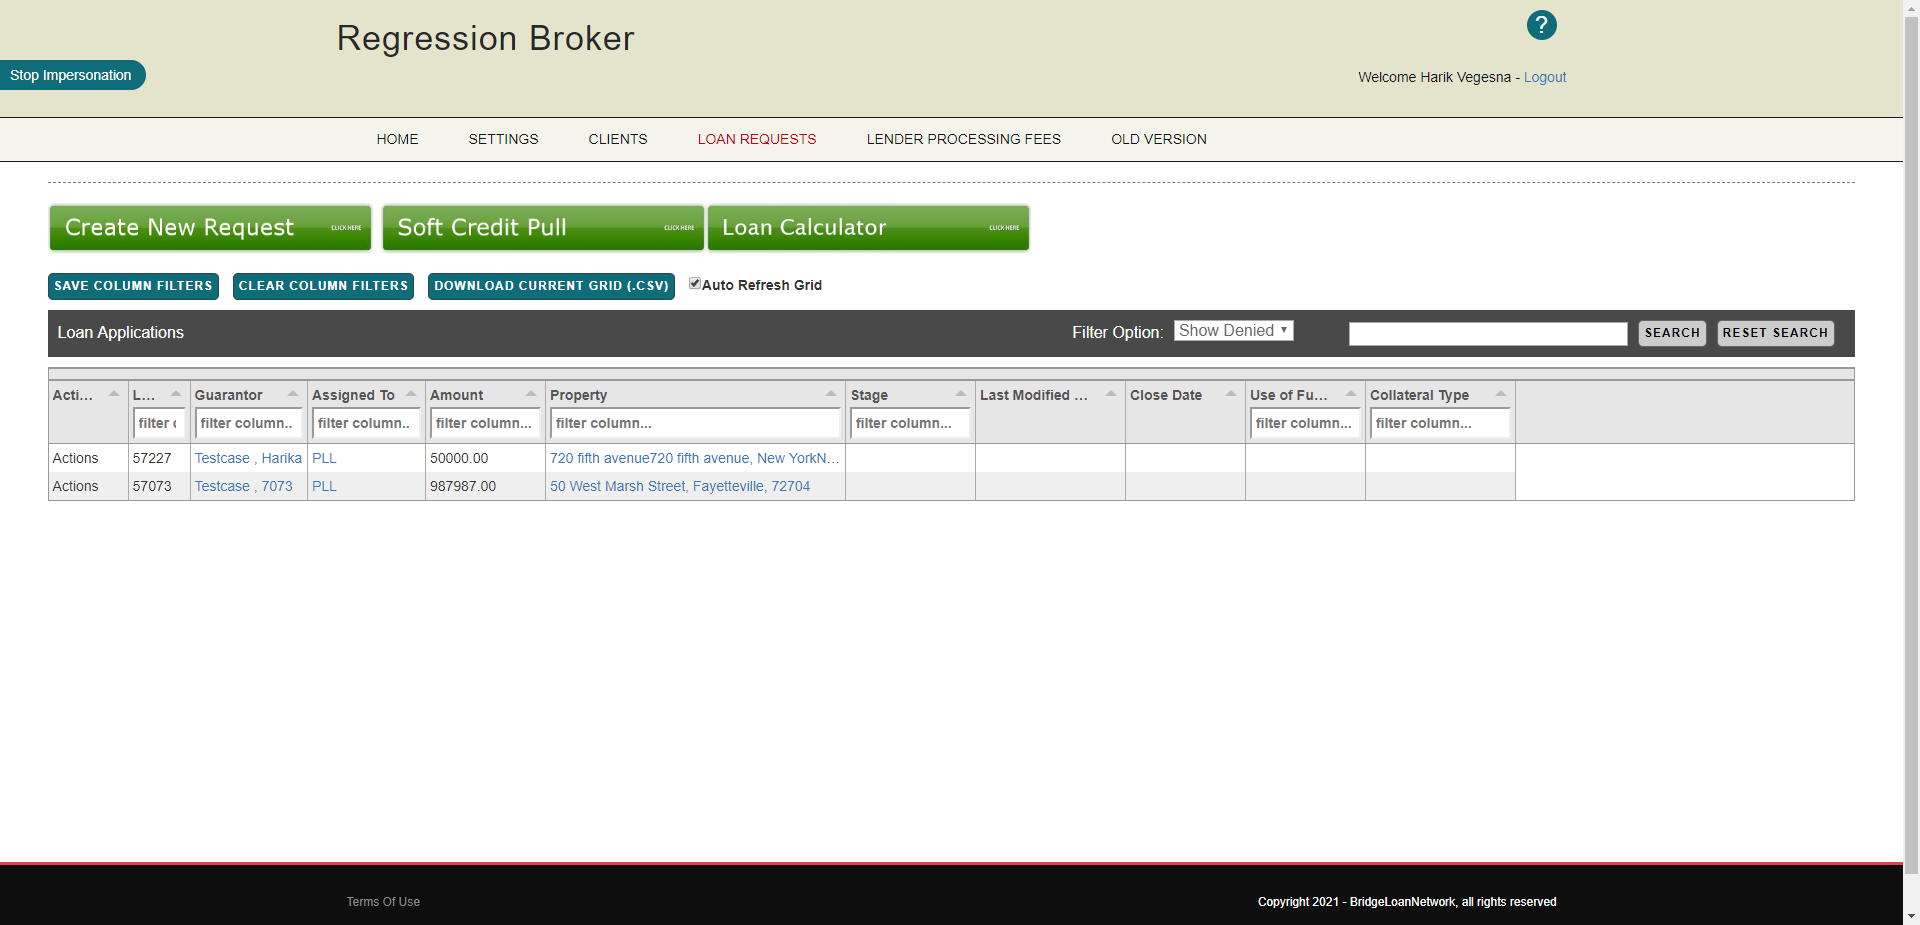 Regression Broker
?
Stop Impersonation
Welcome Harik Vegesna - Logout
HOME SETTINGS CLIENTS LOAN REQUESTS LENDER PROCESSING FEES OLD VERSION
Create New Request CLICK HERE Soft Credit Pull CLICK HERE Loan Calculator CLICK HERE
SAVE COLUMN FILTERS CLEAR COLUMN FILTERS DOWNLOAD CURRENT GRID (.CSV) Auto Refresh Grid
Loan Applications Filter Option: Show Denied SEARCH RESET SEARCH
Acti... L... Guarantor Assigned To Amount Property Stage Last Modified ... Close Date Use of Fu... Collateral Type
filter c filter column.. filter column.. filter column... filter column... filter column... filter column... filter column...
Actions 57227 Testcase , Harika PLL 50000.00 720 fifth avenue720 fifth avenue, New YorkN...
Actions 57073 Testcase , 7073 PLL 987987.00 50 West Marsh Street, Fayetteville, 72704
Terms Of Use Copyright 2021 - BridgeLoanNetwork, all rights reserved